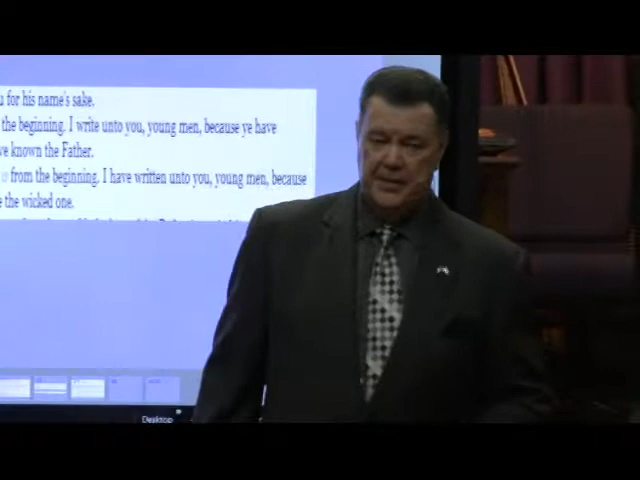 u for his name's sake.
the beginning. I write unto you, young men, because ye have
ve known the Father.
from the beginning. I have written unto you, young men, because
e the wicked one.
Desktop